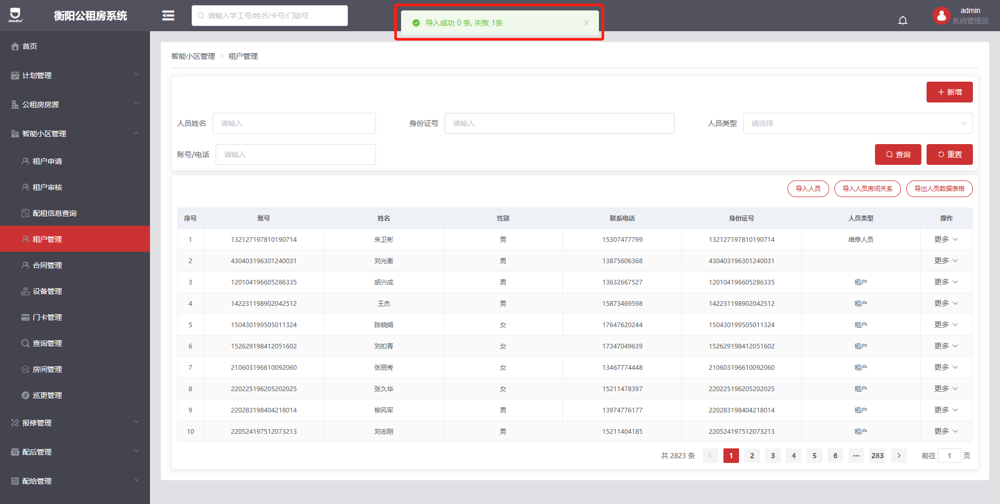 衡阳公租房系统
请输入学工号/姓名/卡号/门锁号
导入成功 0 条, 失败 1条
admin
系统管理员
首页
计划管理
公租房房源
智能小区管理
租户申请
租户审核
配租信息查询
租户管理
合同管理
设备管理
门卡管理
查询管理
房间管理
巡更管理
报修管理
配后管理
配给管理
智能小区管理 > 租户管理
新增
人员姓名 请输入 身份证号 请输入 人员类型 请选择
账号/电话 请输入 查询 重置
导入人员 导入人员房间关系 导出人员数据表格
序号 账号 姓名 性别 联系电话 身份证号 人员类型 操作
1 132127197810190714 朱卫彬 男 15307477799 132127197810190714 维修人员 更多
2 430403196301240031 刘光衡 男 13875606368 430403196301240031 更多
3 120104196605286335 胡兴成 男 13632667527 120104196605286335 租户 更多
4 142231198902042512 王杰 男 15873469598 142231198902042512 租户 更多
5 150430199505011324 陈晓娟 女 17647620244 150430199505011324 租户 更多
6 152629198412051602 刘扣青 女 17347049639 152629198412051602 租户 更多
7 210603196610092060 张丽秀 女 13467774448 210603196610092060 租户 更多
8 220225196205202025 张久华 女 15211478397 220225196205202025 租户 更多
9 220283198404218014 柳风军 男 13974776177 220283198404218014 租户 更多
10 220524197512073213 刘志刚 男 15211404185 220524197512073213 租户 更多
共 2823 条 1 2 3 4 5 6 ··· 283 前往 1 页